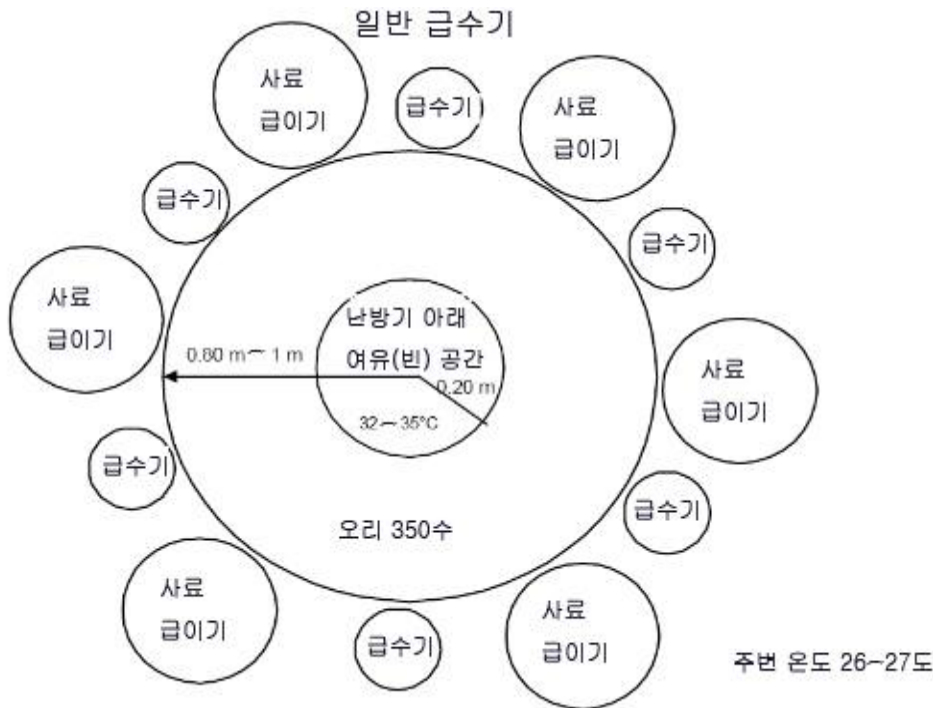 일반 급수기
사료
급이기
급수기
사료
급이기
급수기
급수기
사료
급이기
난방기 아래
여유(빈) 공간
0.80 m~ 1 m
0.20 m
32~35°C
사료
급이기
급수기
급수기
오리 350수
사료
급이기
급수기
사료
급이기
주변 온도 26~27도